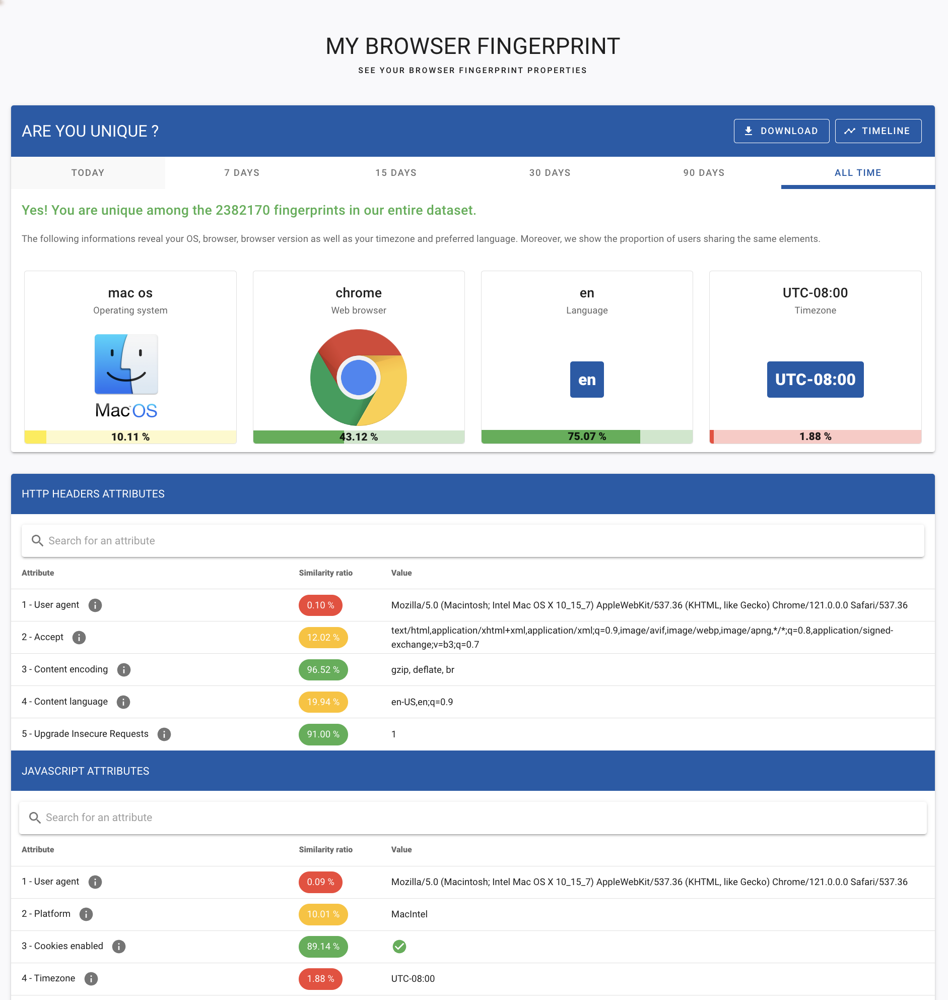 MY BROWSER FINGERPRINT
SEE YOUR BROWSER FINGERPRINT PROPERTIES
ARE YOU UNIQUE ?
DOWNLOAD
TIMELINE
TODAY
7 DAYS
15 DAYS
30 DAYS
90 DAYS
ALL TIME
Yes! You are unique among the 2382170 fingerprints in our entire dataset.
The following informations reveal your OS, browser, browser version as well as your timezone and preferred language. Moreover, we show the proportion of users sharing the same elements.
mac os
Operating system
Mac OS
10.11 %
chrome
Web browser
43.12 %
en
Language
en
75.07 %
UTC-08:00
Timezone
UTC-08:00
1.88 %
HTTP HEADERS ATTRIBUTES
Search for an attribute
Attribute Similarity ratio Value
1 - User agent 0.10 % Mozilla/5.0 (Macintosh; Intel Mac OS X 10_15_7) AppleWebKit/537.36 (KHTML, like Gecko) Chrome/121.0.0.0 Safari/537.36
2 - Accept 12.02 % text/html,application/xhtml+xml,application/xml;q=0.9,image/avif,image/webp,image/apng,*/*;q=0.8,application/signed-
exchange;v=b3;q=0.7
3 - Content encoding 96.52 % gzip, deflate, br
4 - Content language 19.94 % en-US,en;q=0.9
5 - Upgrade Insecure Requests 91.00 % 1
JAVASCRIPT ATTRIBUTES
Search for an attribute
Attribute Similarity ratio Value
1 - User agent 0.09 % Mozilla/5.0 (Macintosh; Intel Mac OS X 10_15_7) AppleWebKit/537.36 (KHTML, like Gecko) Chrome/121.0.0.0 Safari/537.36
2 - Platform 10.01 % MacIntel
3 - Cookies enabled 89.14 %
4 - Timezone 1.88 % UTC-08:00